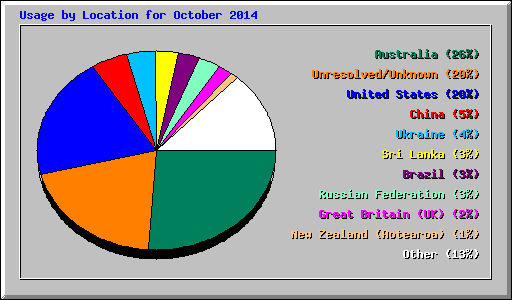 Usage by Location for October 2014
Australia (26%)
Unresolved/Unknown (20%)
United States (20%)
China (5%)
Ukraine (4%)
Sri Lanka (3%)
Brazil (3%)
Russian Federation (3%)
Great Britain (UK) (2%)
New Zealand (Aotearoa) (1%)
Other (13%)